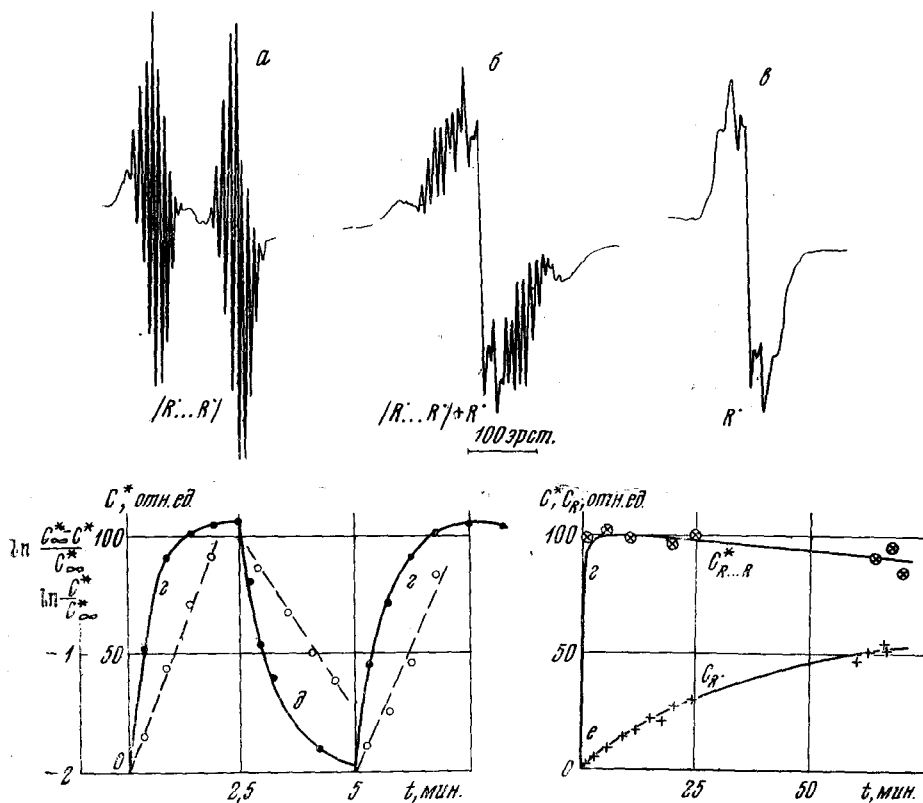 а
б
в
/R˙...R˙/
/R˙...R˙/+R˙
R˙
100 эрст.
C,* отн.ед.
ln (C*∞-C*)/C*∞
ln C*/C*∞
100
50
0
-1
-2
г
д
г
2,5
5
t, мин.
C,* C_R, отн.ед.
100
50
0
г
C*_R...R
C_R˙
е
25
50
t, мин.